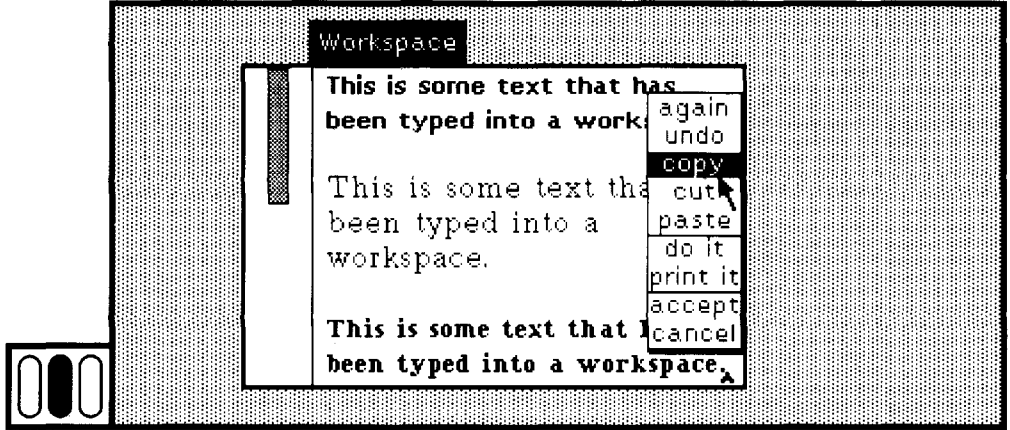 Workspace
This is some text that has
been typed into a work
This is some text tha
been typed into a
workspace.
This is some text that
been typed into a workspace.
again
undo
copy
cut
paste
do it
print it
accept
cancel